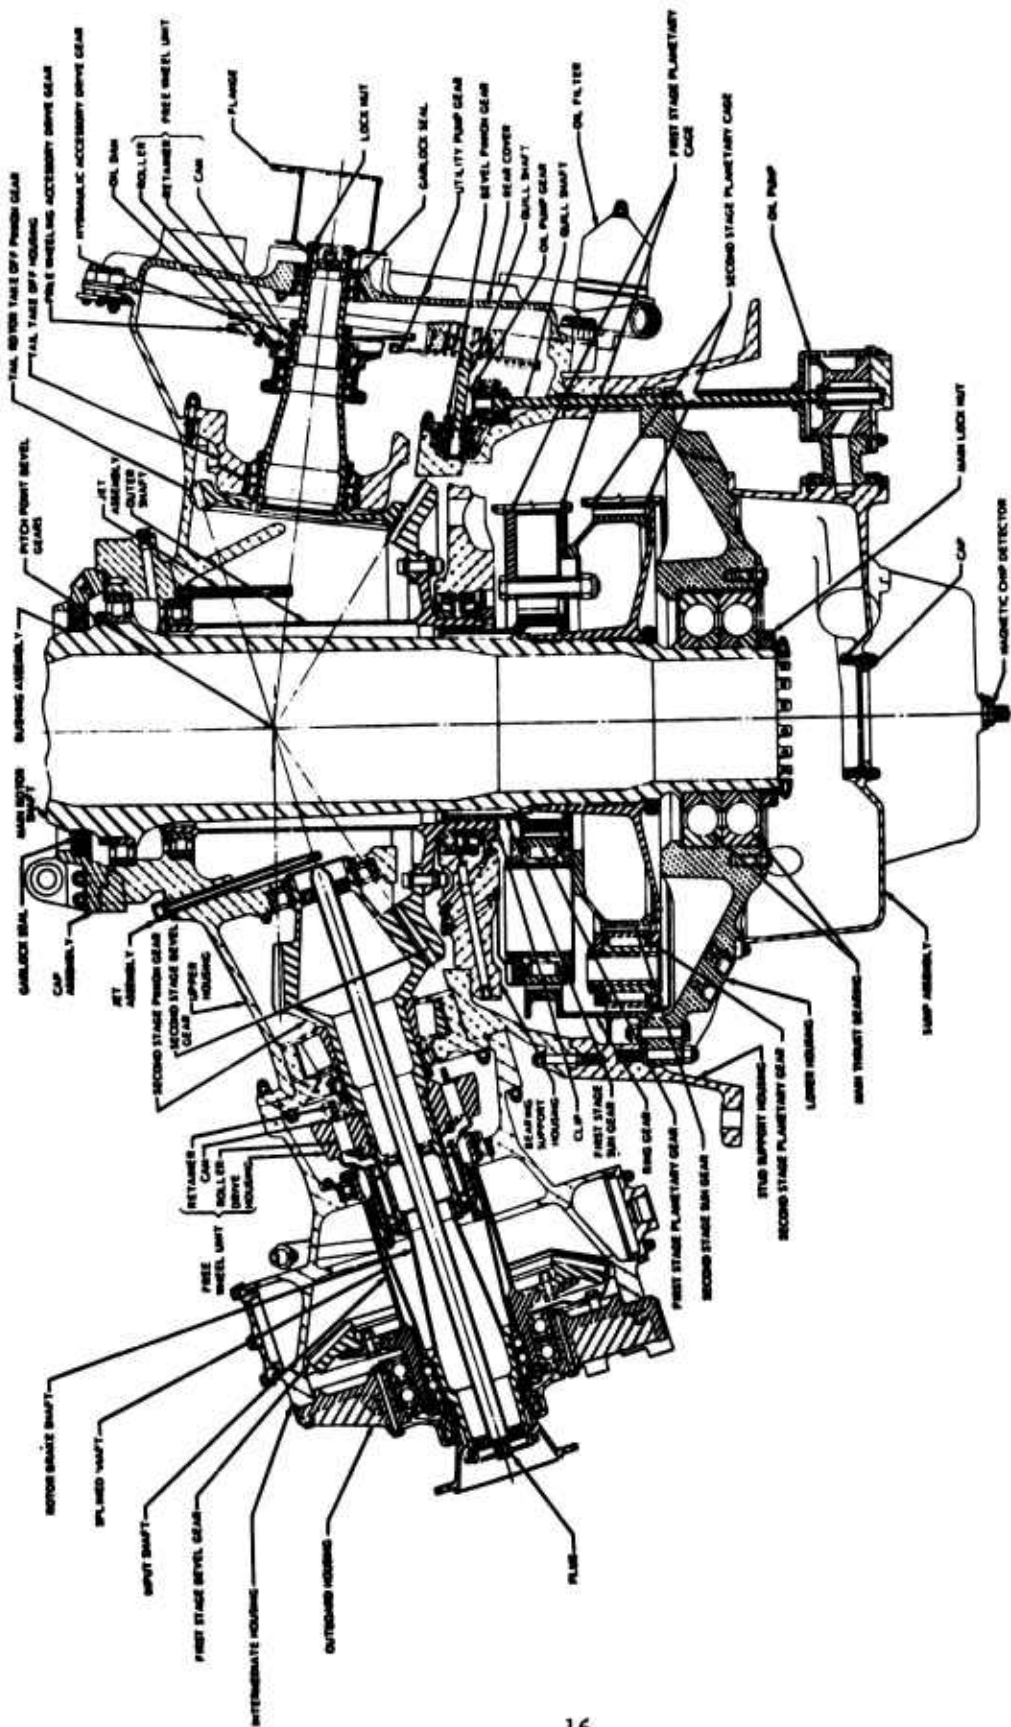 GARLOCK SEAL
CAP
ASSEMBLY
MAIN ROTOR
SHAFT
BUSHING ASSEMBLY
PITCH POINT BEVEL
GEARS
JET
ASSEMBLY
OUTER
SHAFT
TAIL ROTOR TAKE OFF PINION GEAR
TAIL TAKE OFF HOUSING
FREE WHEELING ACCESSORY DRIVE GEAR
HYDRAULIC ACCESSORY DRIVE GEAR
OIL DAM
ROLLER
RETAINER
CAM
FREE WHEEL UNIT
FLANGE
LOCK NUT
GARLOCK SEAL
UTILITY PUMP GEAR
BEVEL PINION GEAR
REAR COVER
QUILL SHAFT
OIL PUMP GEAR
QUILL SHAFT
OIL FILTER
FIRST STAGE PLANETARY
CAGE
SECOND STAGE PLANETARY CAGE
OIL PUMP
MAIN LOCK NUT
CAP
MAGNETIC CHIP DETECTOR
JET
ASSEMBLY
SECOND STAGE PINION GEAR
SECOND STAGE BEVEL
GEAR
UPPER
HOUSING
RETAINER
CAM
ROLLER
DRIVE
HOUSING
FREE
WHEEL UNIT
ROTOR BRAKE SHAFT
SPLINED SHAFT
INPUT SHAFT
FIRST STAGE BEVEL GEAR
INTERMEDIATE HOUSING
OUTBOARD HOUSING
PLUG
BEARING
SUPPORT
HOUSING
CLIP
FIRST STAGE
SUN GEAR
RING GEAR
FIRST STAGE PLANETARY GEAR
SECOND STAGE SUN GEAR
STUD SUPPORT HOUSING
SECOND STAGE PLANETARY GEAR
LOWER HOUSING
MAIN THRUST BEARING
SUMP ASSEMBLY
16